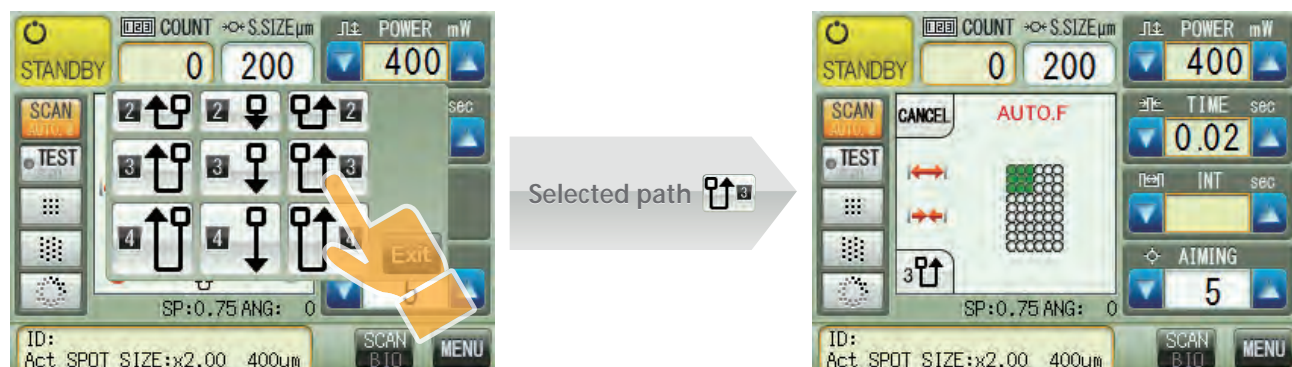 123 COUNT S.SIZEμm POWER mW
STANDBY 0 200 400
SCAN sec
AUTO.
TEST
2 2 2
3 3 3
4 4 4
Exit
5
SP:0.75 ANG: 0
ID:
Act SPOT SIZE:x2.00 400um
SCAN
BIO
MENU
Selected path 3
123 COUNT S.SIZEμm POWER mW
STANDBY 0 200 400
SCAN CANCEL AUTO.F TIME sec
AUTO.
TEST 0.02
INT sec
3
AIMING
5
SP:0.75 ANG: 0
ID:
Act SPOT SIZE:x2.00 400um
SCAN
BIO
MENU